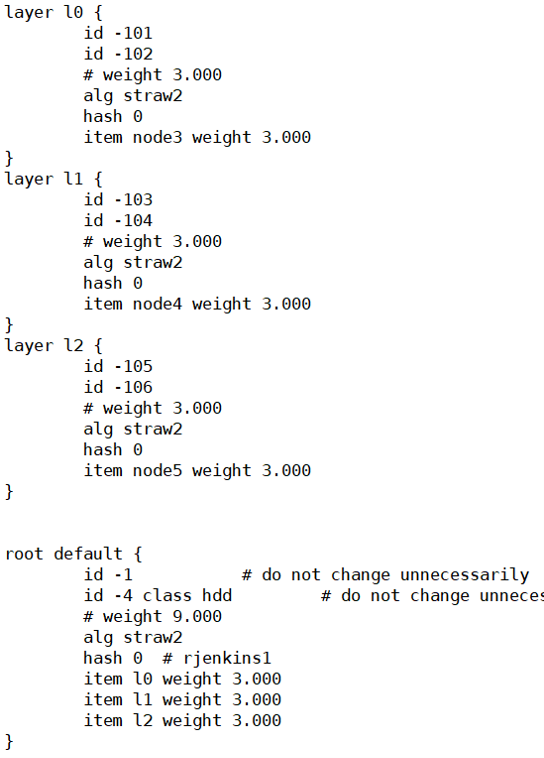 layer l0 {
        id -101
        id -102
        # weight 3.000
        alg straw2
        hash 0
        item node3 weight 3.000
}
layer l1 {
        id -103
        id -104
        # weight 3.000
        alg straw2
        hash 0
        item node4 weight 3.000
}
layer l2 {
        id -105
        id -106
        # weight 3.000
        alg straw2
        hash 0
        item node5 weight 3.000
}
root default {
        id -1           # do not change unnecessarily
        id -4 class hdd         # do not change
        # weight 9.000
        alg straw2
        hash 0  # rjenkins1
        item l0 weight 3.000
        item l1 weight 3.000
        item l2 weight 3.000
}